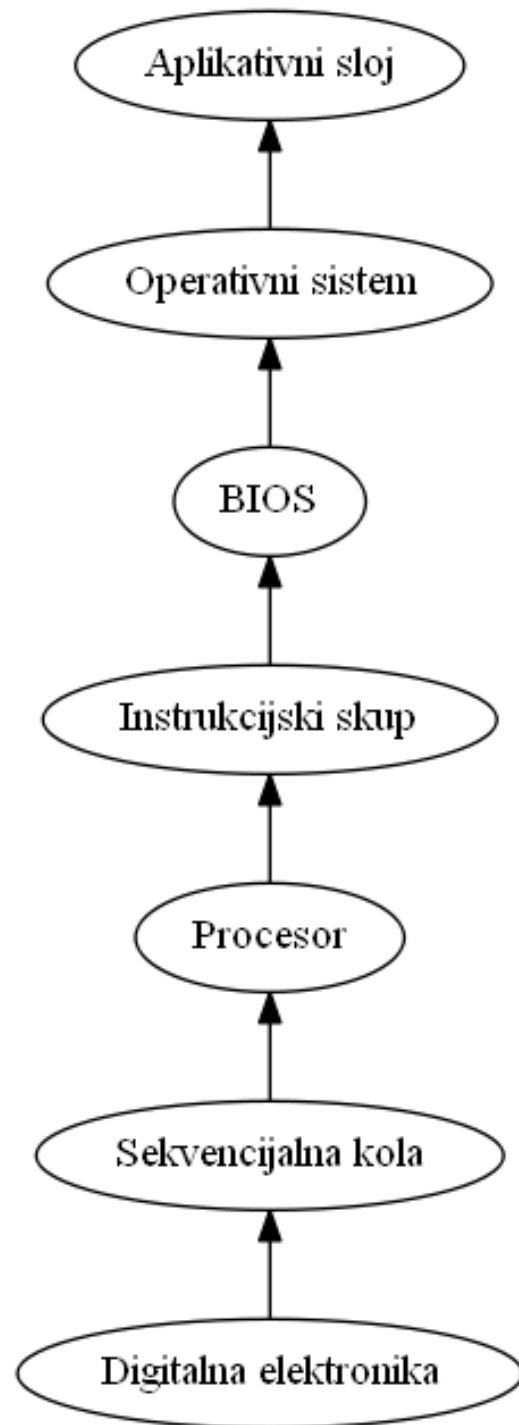 Aplikativni sloj
Operativni sistem
BIOS
Instrukcijski skup
Procesor
Sekvencijalna kola
Digitalna elektronika